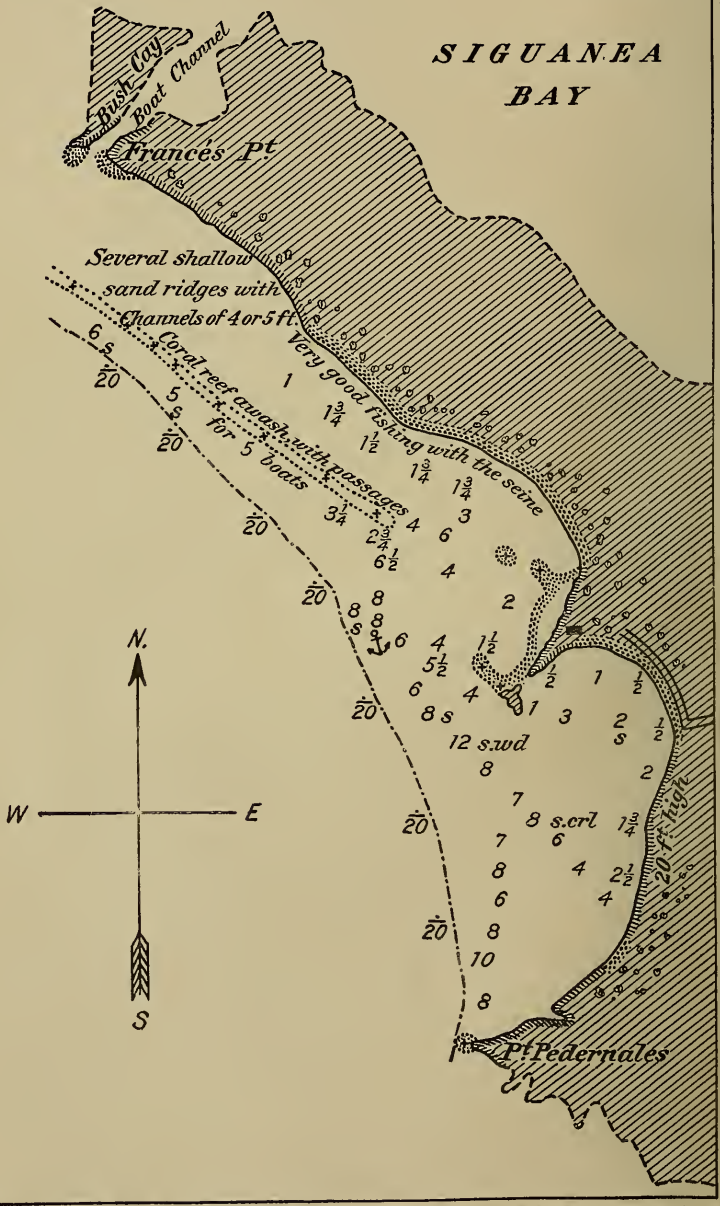 SIGUANEA
BAY
Bush Cay
Boat Channel
Francés Pt.
Several shallow
sand ridges with
Channels of 4 or 5 ft.
Very good fishing with the seine
Coral reef awash with passages
for boats
6 s
20
5
s
20
5
1
1¾
1½
1¾
1¾
3¼
2¾
4
3
6
20
6½
4
20
8
8
8
s
6
2
4
1½
5½
½
1
½
6
4
1
20
8 s
3
2
s
½
12 s.wd
8
2
7
20
8 s.crl
1¾
7
6
8
4
2½
20 ft. high
6
4
20
8
10
8
Pt. Pedernales
N.
W
E
S